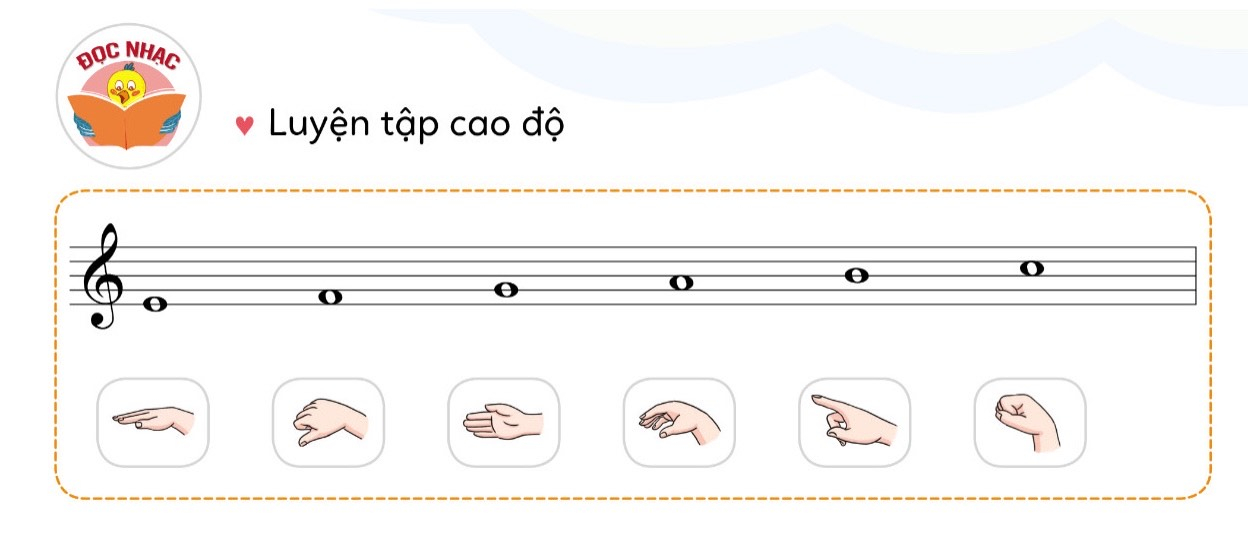 ĐỌC NHẠC
Luyện tập cao độ